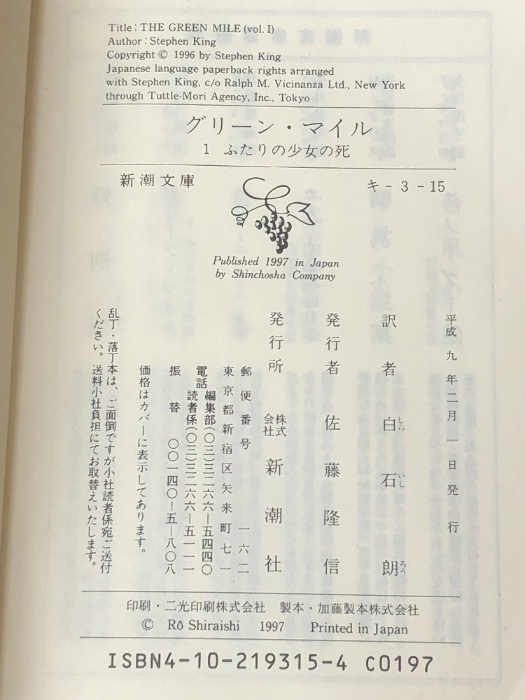 Title : THE GREEN MILE (vol. I)
Author : Stephen King
Copyright © 1996 by Stephen King
Japanese language paperback rights arranged
with Stephen King, c/o Ralph M. Vicinanza Ltd., New York
through Tuttle-Mori Agency, Inc., Tokyo
グリーン・マイル
1 ふたりの少女の死
新潮文庫
キ - 3 - 15
Published 1997 in Japan
by Shinchosha Company
平成九年二月一日発行
訳者 白石朗
しら いし ろう
発行者 佐藤隆信
発行所 株式会社 新潮社
郵便番号 一六二
東京都新宿区矢来町七一
電話 編集部(〇三)三二六六—五四四〇
読者係(〇三)三二六六—五一一一
振替 〇〇一四〇—五—八〇八
価格はカバーに表示してあります。
乱丁・落丁本は、ご面倒ですが小社読者係宛ご送付
ください。送料小社負担にてお取替えいたします。
印刷・二光印刷株式会社 製本・加藤製本株式会社
© Rô Shiraishi 1997 Printed in Japan
ISBN4-10-219315-4 C0197